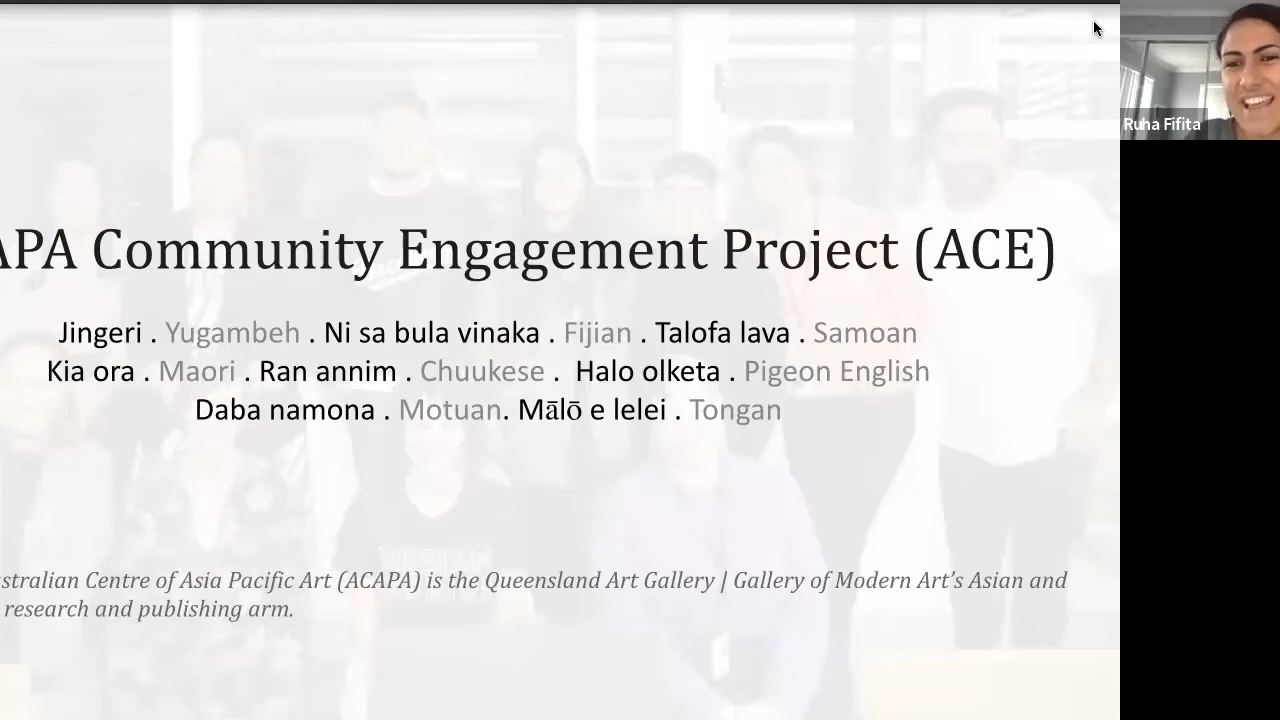 APA Community Engagement Project (ACE)
Jingeri . Yugambeh . Ni sa bula vinaka . Fijian . Talofa lava . Samoan
Kia ora . Maori . Ran annim . Chuukese . Halo olketa . Pigeon English
Daba namona . Motuan. Mālō e lelei . Tongan
stralian Centre of Asia Pacific Art (ACAPA) is the Queensland Art Gallery | Gallery of Modern Art's Asian and
research and publishing arm.
Ruha Fifita